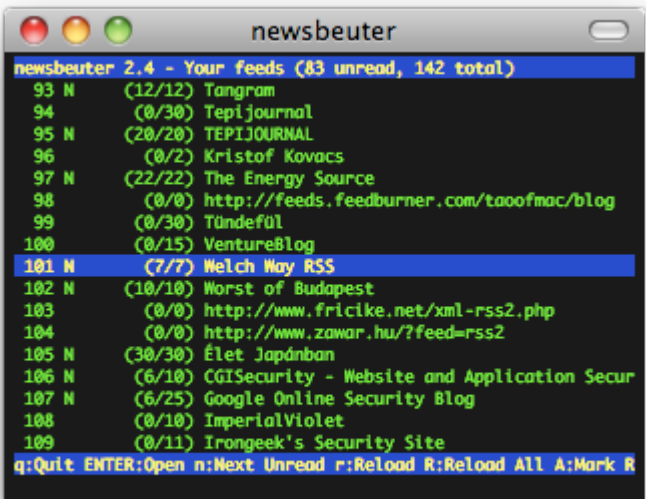 newsbeuter
newsbeuter 2.4 - Your feeds (83 unread, 142 total)
93 N (12/12) Tangram
94 (0/30) Tepijournal
95 N (20/20) TEPIJOURNAL
96 (0/2) Kristof Kovacs
97 N (22/22) The Energy Source
98 (0/0) http://feeds.feedburner.com/taoofmac/blog
99 (0/30) Tündefül
100 (0/15) VentureBlog
101 N (7/7) Welch Way RSS
102 N (10/10) Worst of Budapest
103 (0/0) http://www.fricike.net/xml-rss2.php
104 (0/0) http://www.zawar.hu/?feed=rss2
105 N (30/30) Élet Japánban
106 N (6/10) CGISecurity - Website and Application Secur
107 N (6/25) Google Online Security Blog
108 (0/10) ImperialViolet
109 (0/11) Irongeek's Security Site
q:Quit ENTER:Open n:Next Unread r:Reload R:Reload All A:Mark R